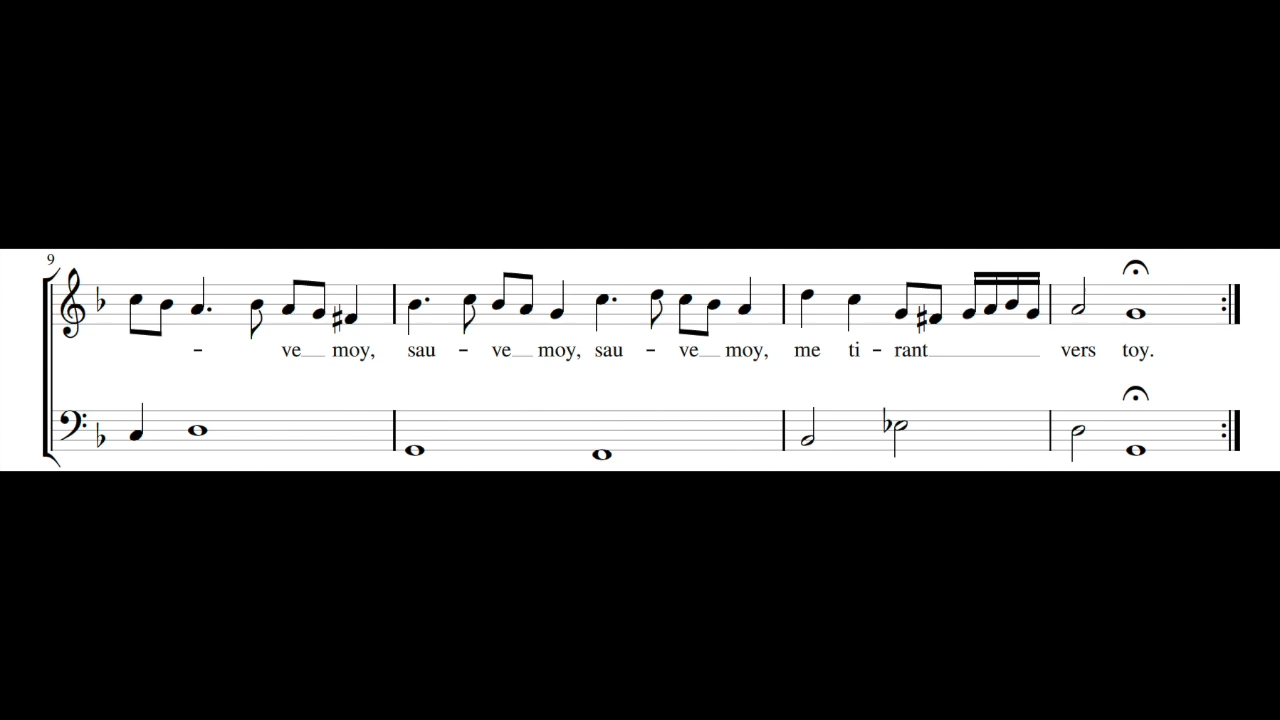 9
- ve moy, sau - ve moy, sau - ve moy, me ti - rant vers toy.